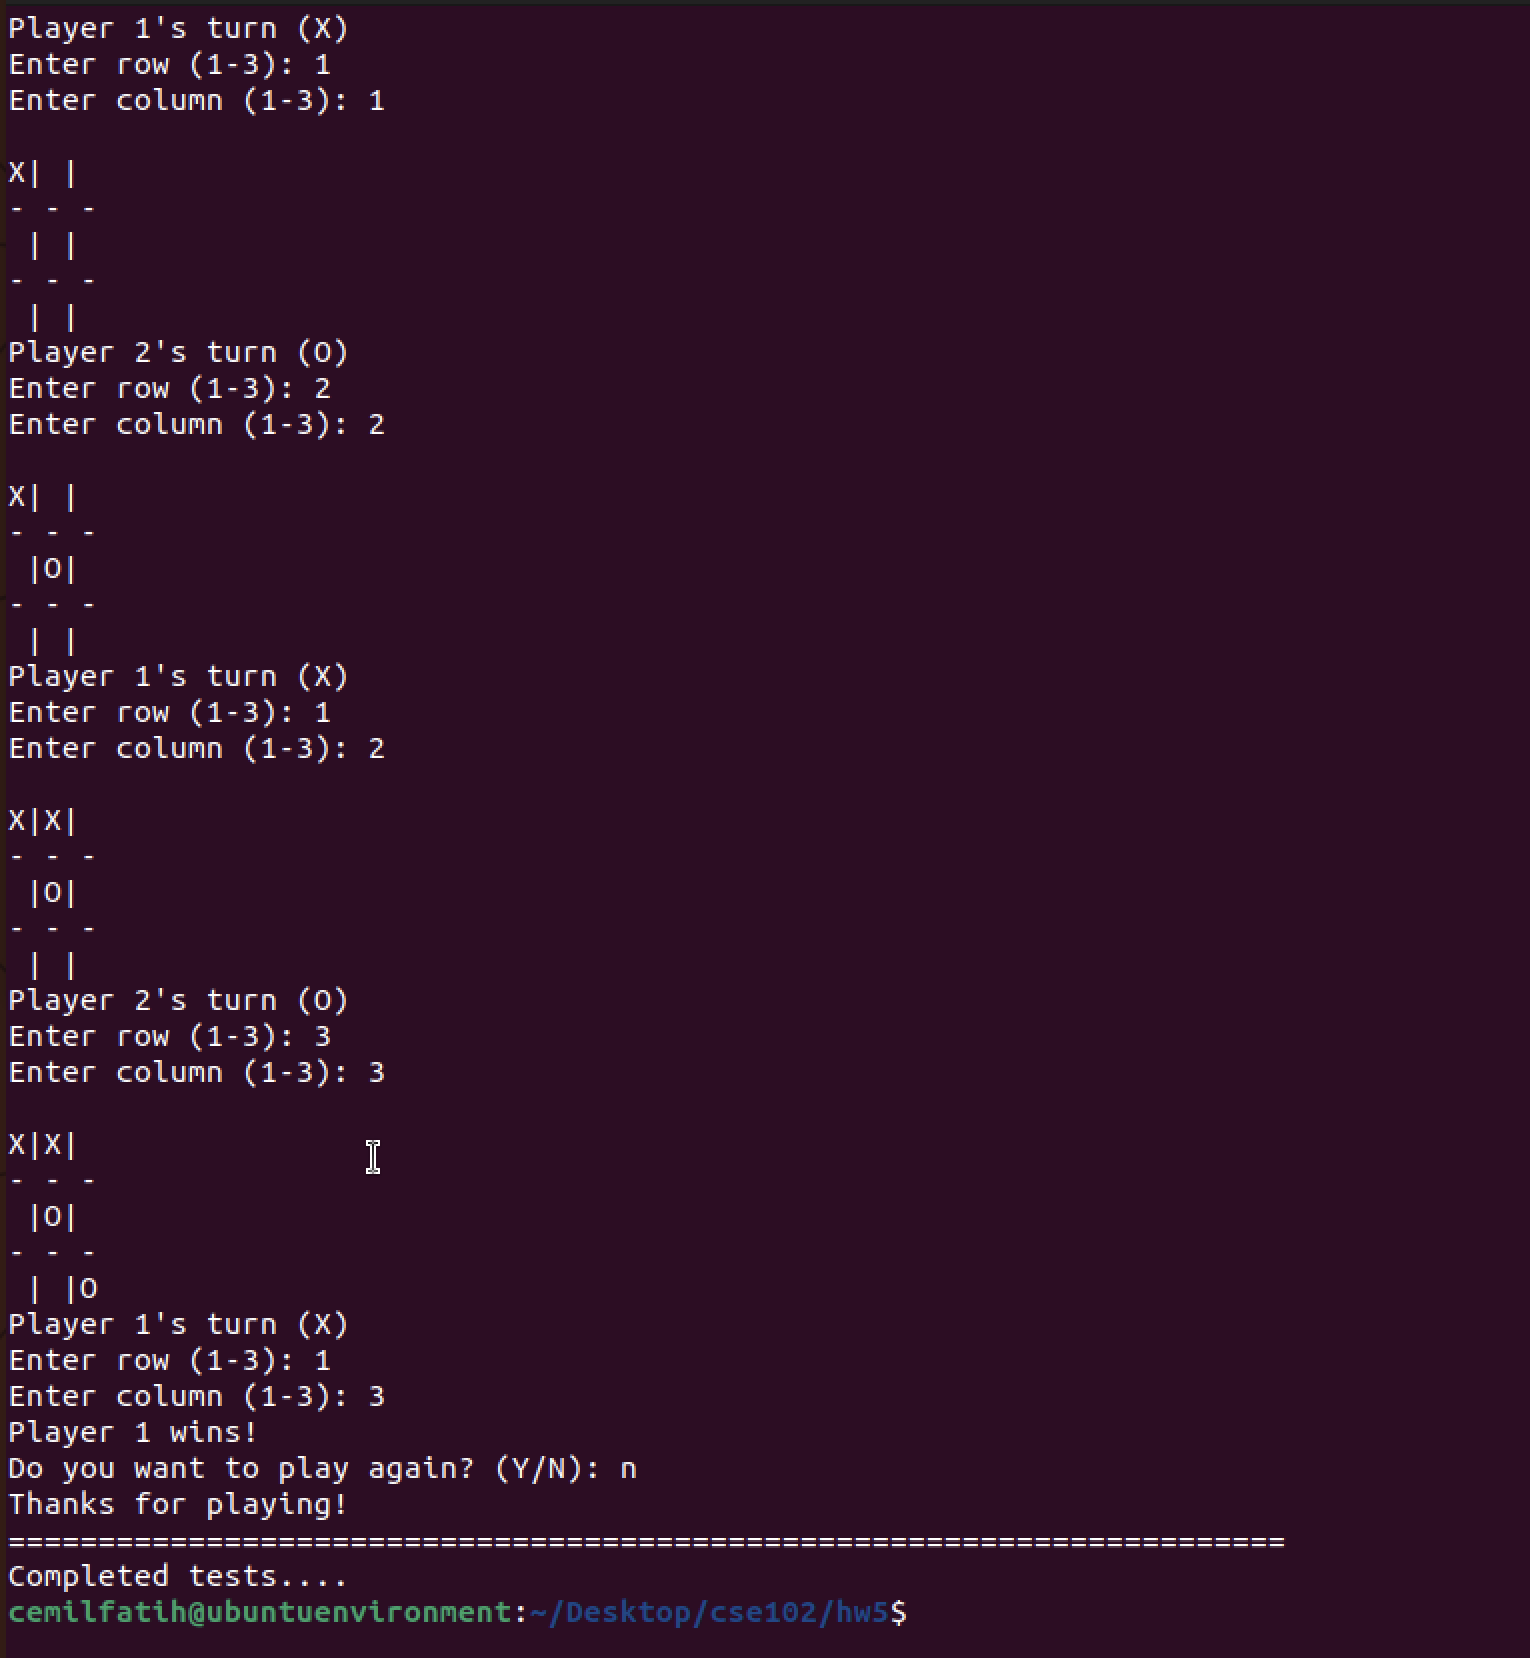 Player 1's turn (X)
Enter row (1-3): 1
Enter column (1-3): 1

X| |
- - -
 | |
- - -
 | |
Player 2's turn (O)
Enter row (1-3): 2
Enter column (1-3): 2

X| |
- - -
 |O|
- - -
 | |
Player 1's turn (X)
Enter row (1-3): 1
Enter column (1-3): 2

X|X|
- - -
 |O|
- - -
 | |
Player 2's turn (O)
Enter row (1-3): 3
Enter column (1-3): 3

X|X|
- - -
 |O|
- - -
 | |O
Player 1's turn (X)
Enter row (1-3): 1
Enter column (1-3): 3
Player 1 wins!
Do you want to play again? (Y/N): n
Thanks for playing!
=======================================================================
Completed tests....
cemilfatih@ubuntuenvironment:~/Desktop/cse102/hw5$